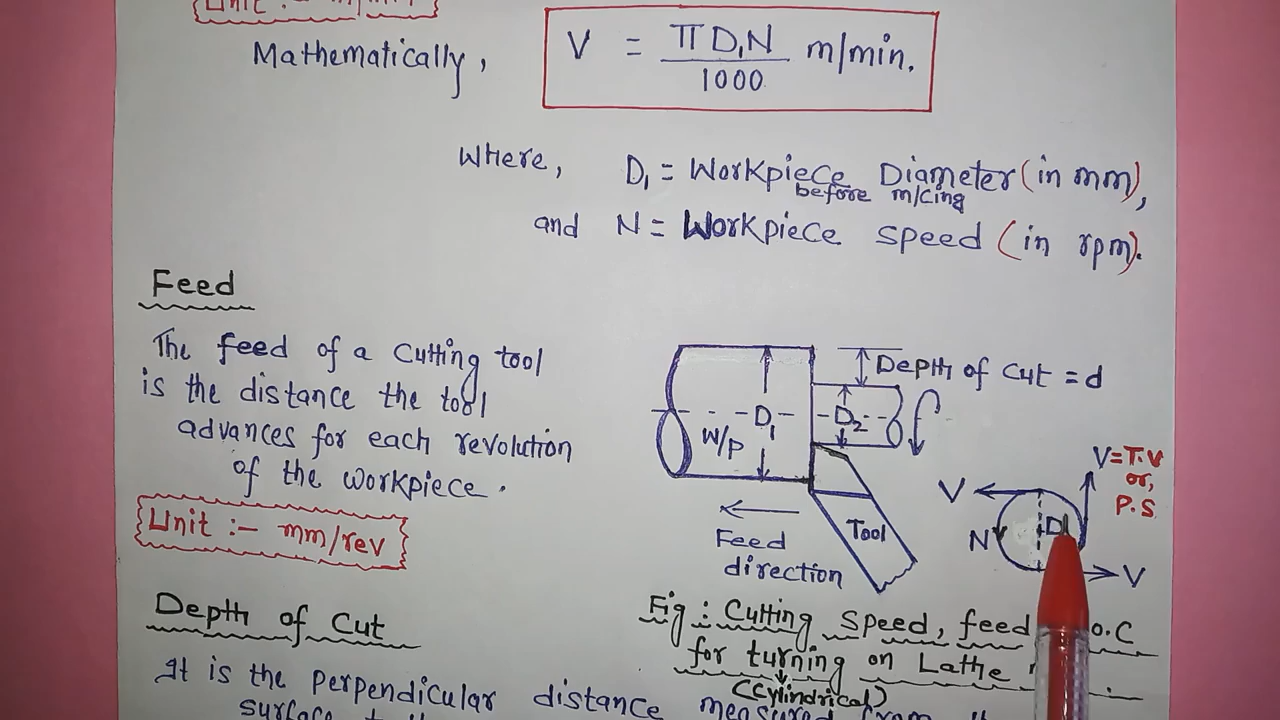 Mathematically,
V = πD₁N / 1000 m/min.
Where, D₁ = Workpiece Diameter (in mm),
before m/cing
and N = Workpiece speed (in rpm).
Feed
The feed of a cutting tool
is the distance the tool
advances for each revolution
of the workpiece.
Unit :- mm/rev
Depth of cut = d
D₁
D₂
W/P
Tool
Feed
direction
V
V=T.V
or,
P.S
N
D
V
Fig : Cutting speed, feed o.C
for turning on Lathe
(Cylindrical)
Depth of Cut
It is the perpendicular distance measured from